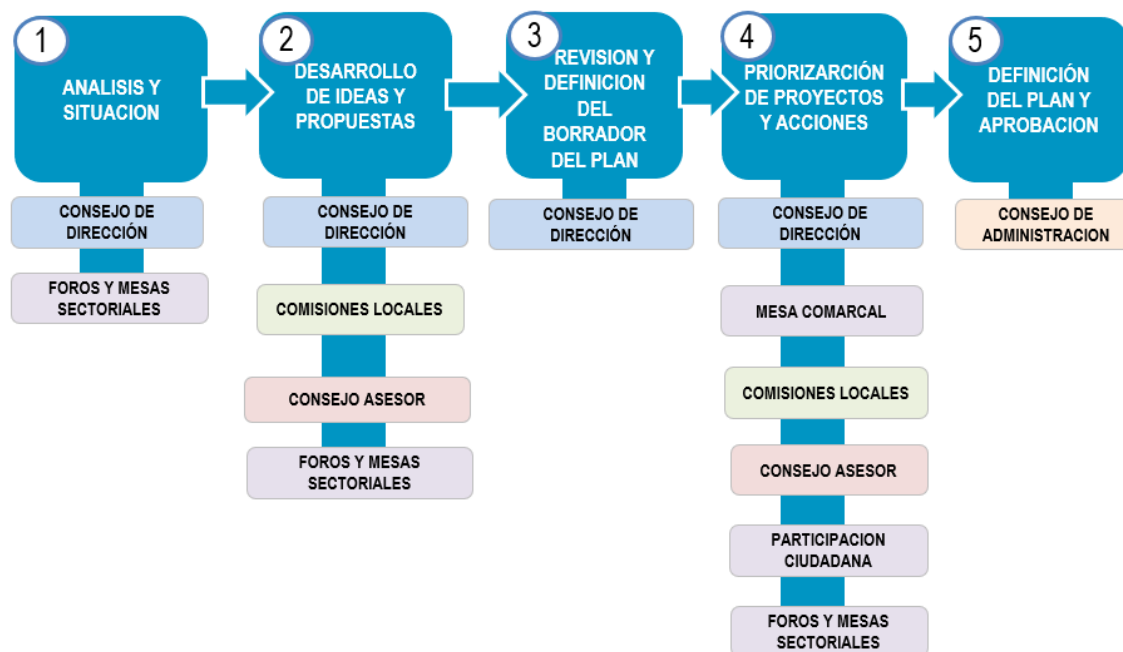 1
ANALISIS Y
SITUACION
CONSEJO DE
DIRECCIÓN
FOROS Y MESAS
SECTORIALES
2
DESARROLLO
DE IDEAS Y
PROPUESTAS
CONSEJO DE
DIRECCIÓN
COMISIONES LOCALES
CONSEJO ASESOR
FOROS Y MESAS
SECTORIALES
3
REVISION Y
DEFINICION
DEL
BORRADOR
DEL PLAN
CONSEJO DE
DIRECCIÓN
4
PRIORIZARCIÓN
DE PROYECTOS
Y ACCIONES
CONSEJO DE
DIRECCIÓN
MESA COMARCAL
COMISIONES LOCALES
CONSEJO ASESOR
PARTICIPACION
CIUDADANA
FOROS Y MESAS
SECTORIALES
5
DEFINICIÓN
DEL PLAN Y
APROBACION
CONSEJO DE
ADMINISTRACION